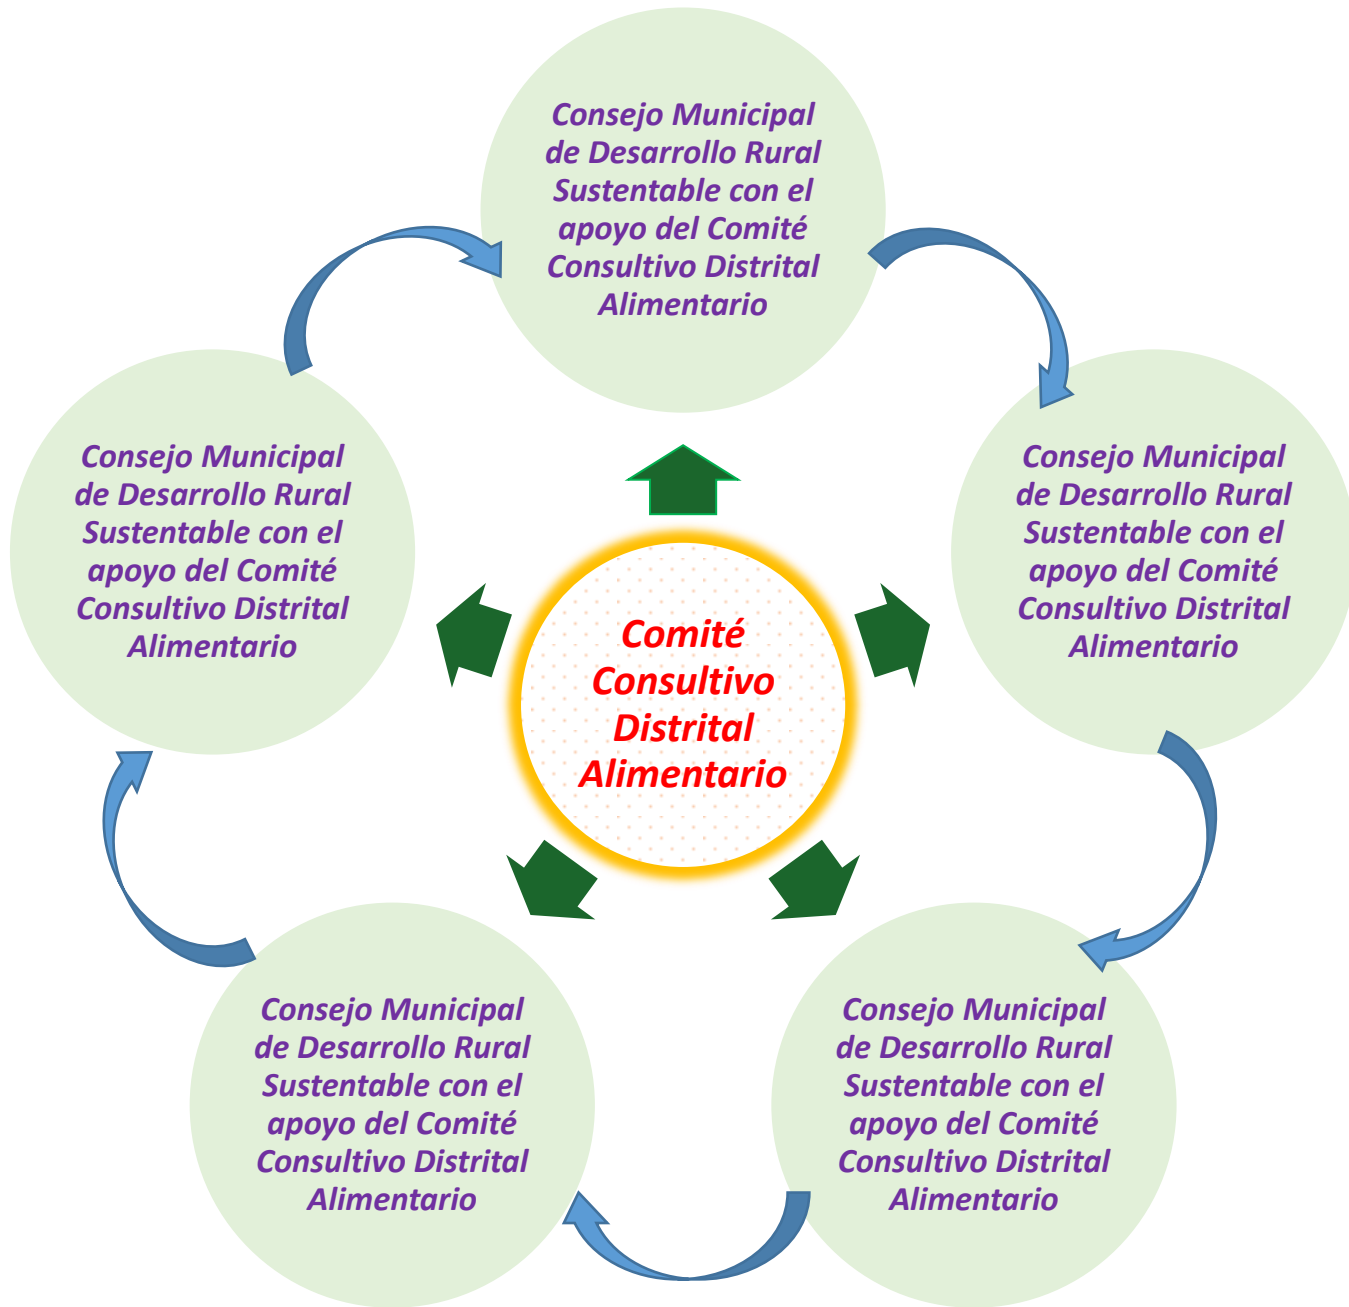 Consejo Municipal
de Desarrollo Rural
Sustentable con el
apoyo del Comité
Consultivo Distrital
Alimentario
Consejo Municipal
de Desarrollo Rural
Sustentable con el
apoyo del Comité
Consultivo Distrital
Alimentario
Consejo Municipal
de Desarrollo Rural
Sustentable con el
apoyo del Comité
Consultivo Distrital
Alimentario
Comité
Consultivo
Distrital
Alimentario
Consejo Municipal
de Desarrollo Rural
Sustentable con el
apoyo del Comité
Consultivo Distrital
Alimentario
Consejo Municipal
de Desarrollo Rural
Sustentable con el
apoyo del Comité
Consultivo Distrital
Alimentario